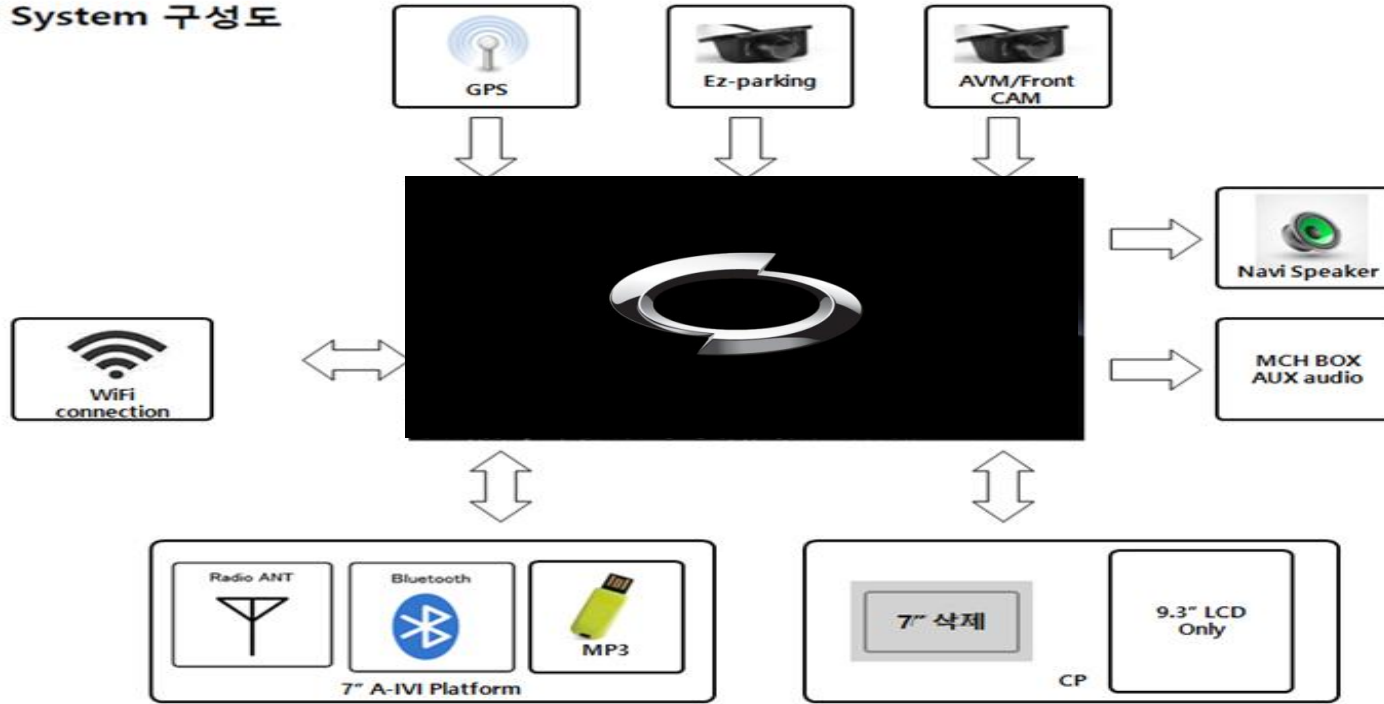 System 구성도
GPS
Ez-parking
AVM/Front
CAM
Navi Speaker
WiFi
connection
MCH BOX
AUX audio
Radio ANT
Bluetooth
MP3
7″ A-IVI Platform
7″ 삭제
9.3″ LCD
Only
CP